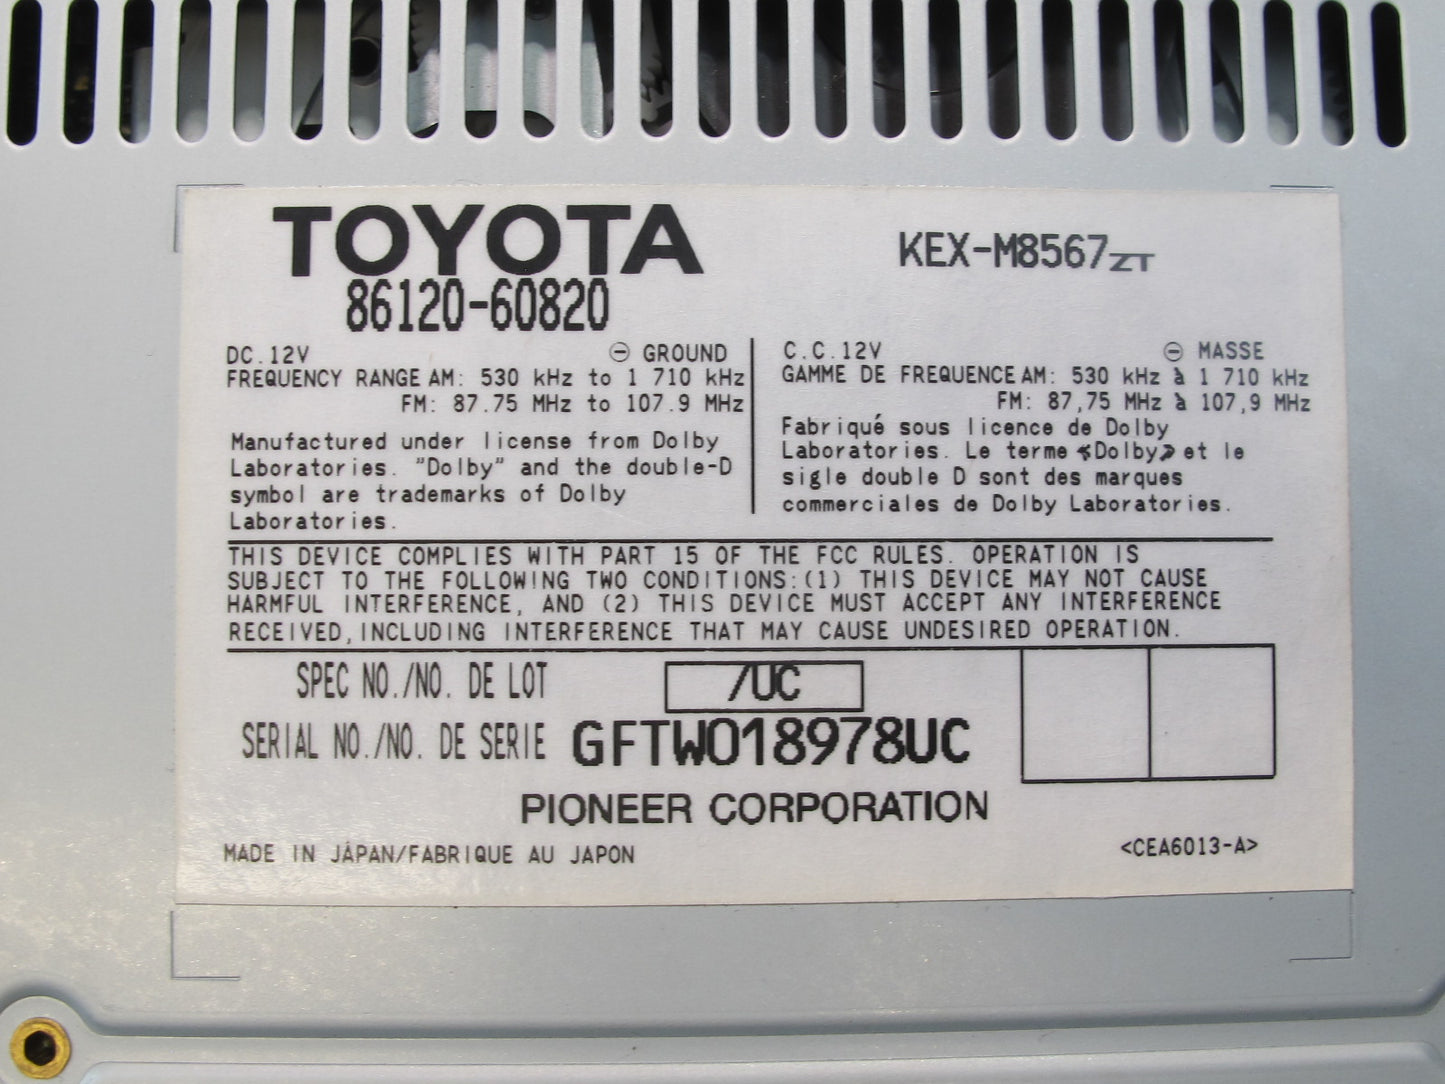 TOYOTA
86120-60820
KEX-M8567ZT
DC.12V ⊖ GROUND
FREQUENCY RANGE AM: 530 kHz to 1 710 kHz
FM: 87.75 MHz to 107.9 MHz
Manufactured under license from Dolby
Laboratories. "Dolby" and the double-D
symbol are trademarks of Dolby
Laboratories.
C.C.12V ⊖ MASSE
GAMME DE FREQUENCE AM: 530 kHz à 1 710 kHz
FM: 87,75 MHz à 107,9 MHz
Fabriqué sous licence de Dolby
Laboratories. Le terme «Dolby» et le
sigle double D sont des marques
commerciales de Dolby Laboratories.
THIS DEVICE COMPLIES WITH PART 15 OF THE FCC RULES. OPERATION IS
SUBJECT TO THE FOLLOWING TWO CONDITIONS:(1) THIS DEVICE MAY NOT CAUSE
HARMFUL INTERFERENCE, AND (2) THIS DEVICE MUST ACCEPT ANY INTERFERENCE
RECEIVED, INCLUDING INTERFERENCE THAT MAY CAUSE UNDESIRED OPERATION.
SPEC NO./NO. DE LOT /UC
SERIAL NO./NO. DE SERIE GFTW018978UC
PIONEER CORPORATION
MADE IN JAPAN/FABRIQUE AU JAPON
<CEA6013-A>